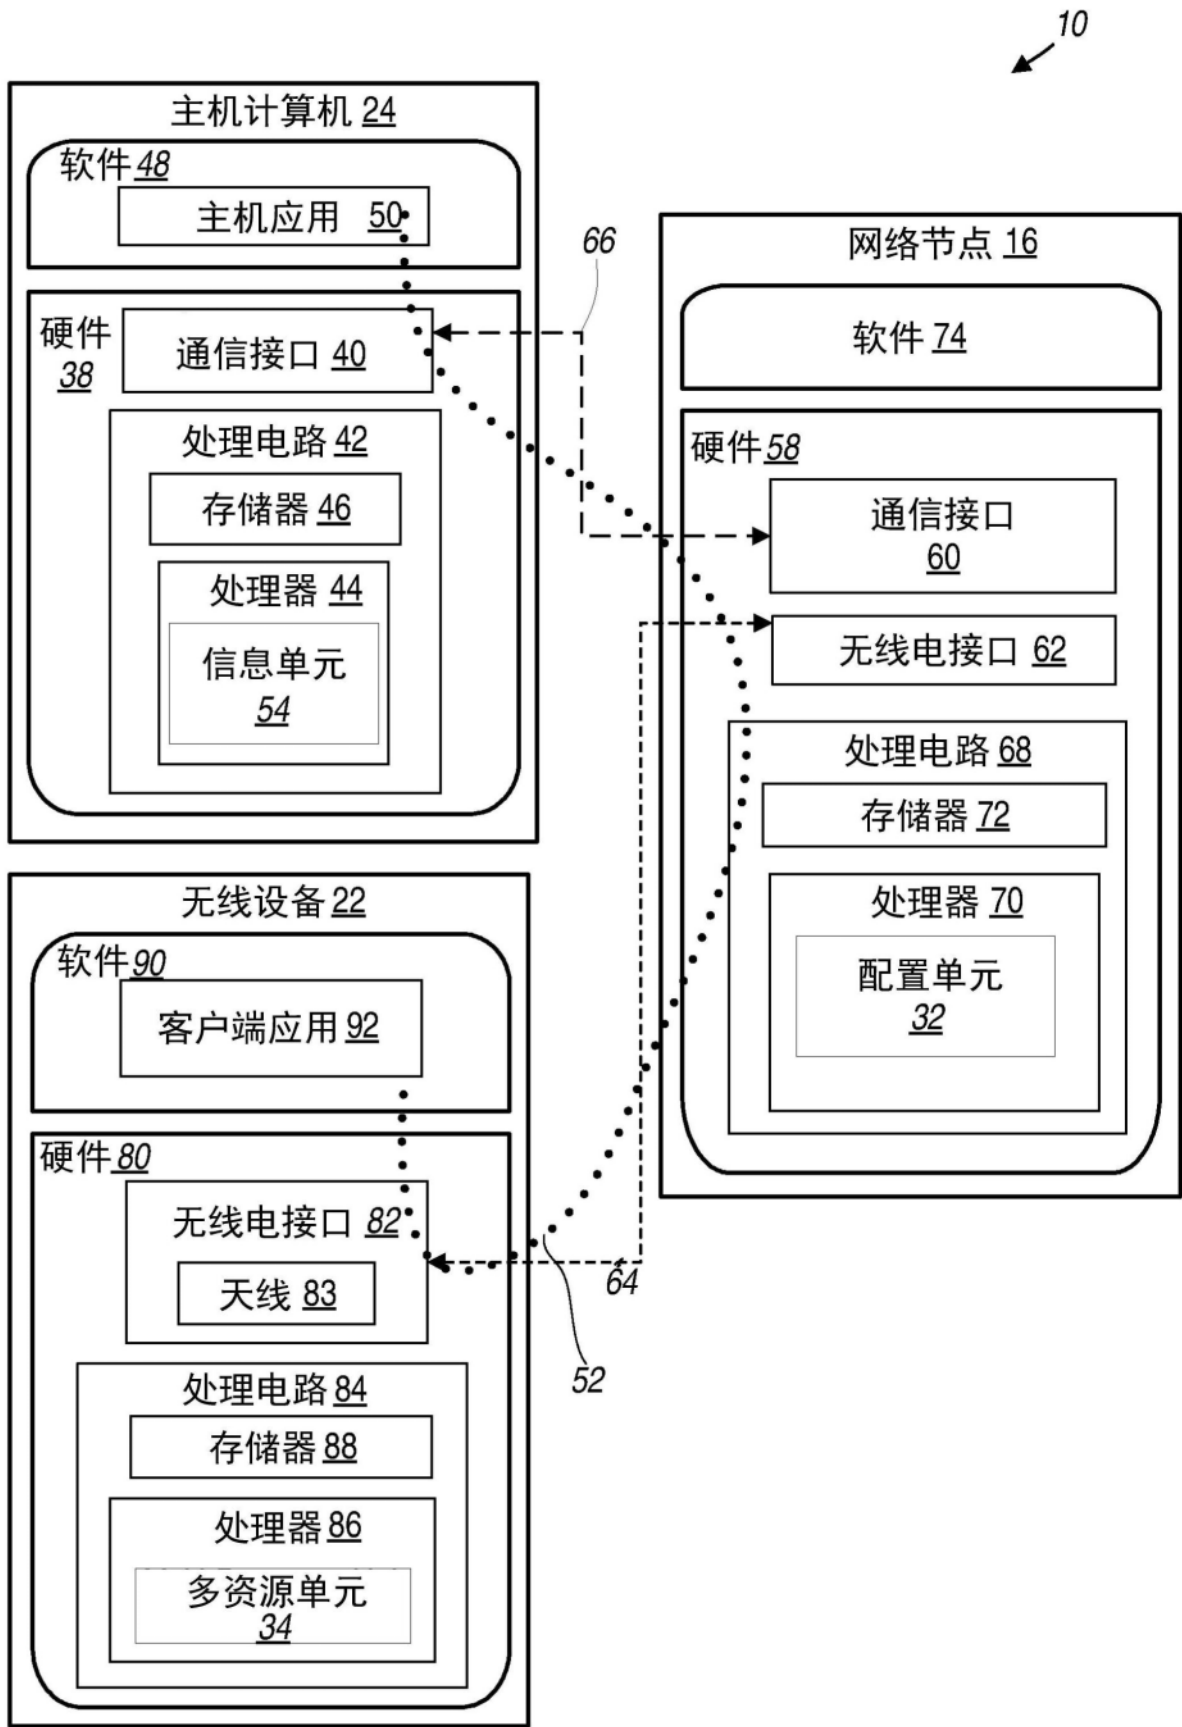 10
主机计算机 24
软件 48
主机应用 50
硬件
38
通信接口 40
处理电路 42
存储器 46
处理器 44
信息单元
54
66
网络节点 16
软件 74
硬件 58
通信接口
60
无线电接口 62
处理电路 68
存储器 72
处理器 70
配置单元
32
无线设备 22
软件 90
客户端应用 92
硬件 80
无线电接口 82
天线 83
64
52
处理电路 84
存储器 88
处理器 86
多资源单元
34